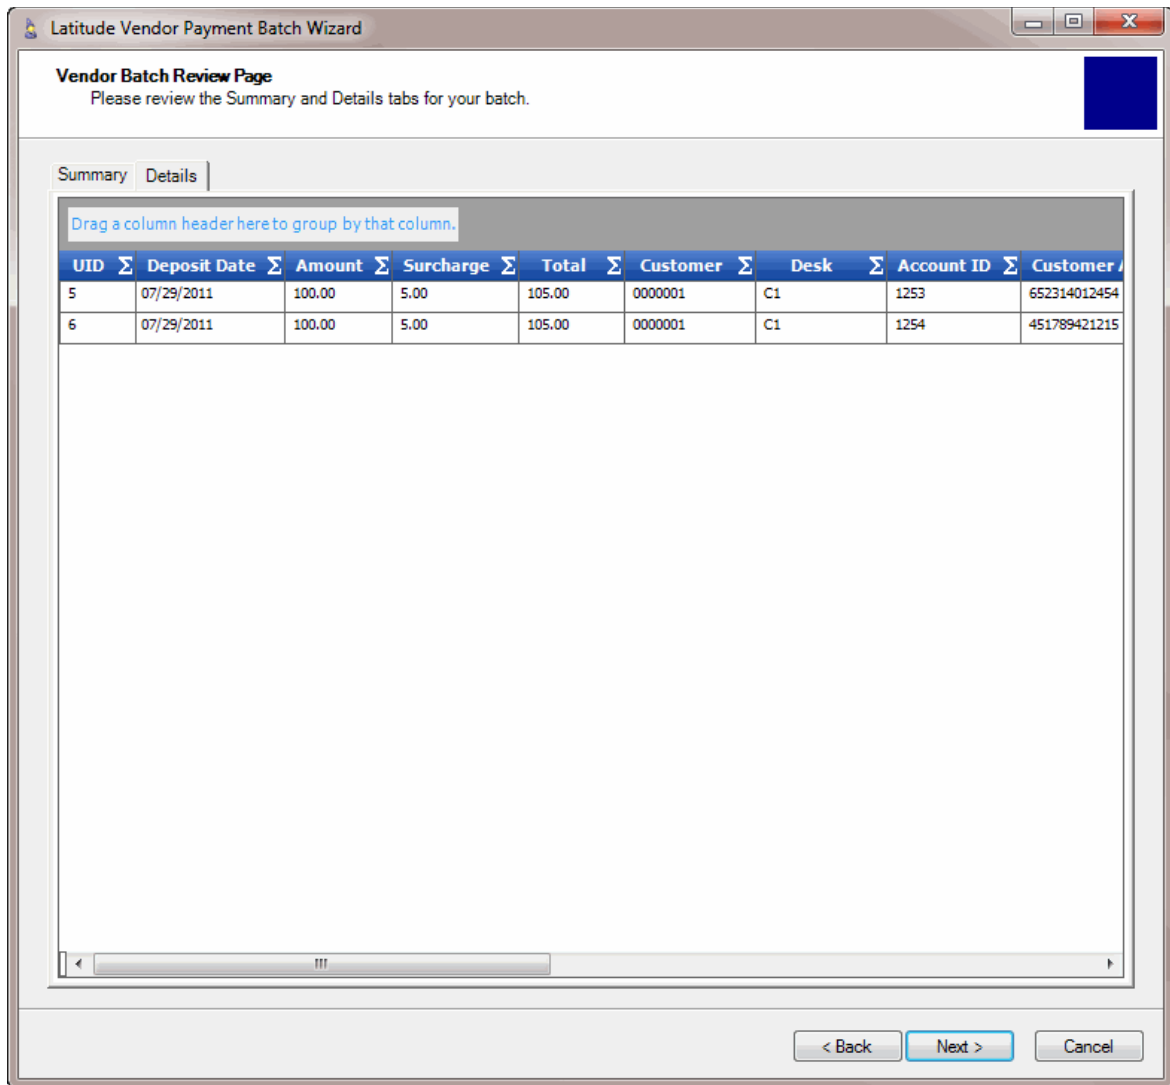 Latitude Vendor Payment Batch Wizard
Vendor Batch Review Page
Please review the Summary and Details tabs for your batch.
Summary Details
Drag a column header here to group by that column.
UID Σ Deposit Date Σ Amount Σ Surcharge Σ Total Σ Customer Σ Desk Σ Account ID Σ Customer
5 07/29/2011 100.00 5.00 105.00 0000001 C1 1253 652314012454
6 07/29/2011 100.00 5.00 105.00 0000001 C1 1254 451789421215
< Back Next > Cancel